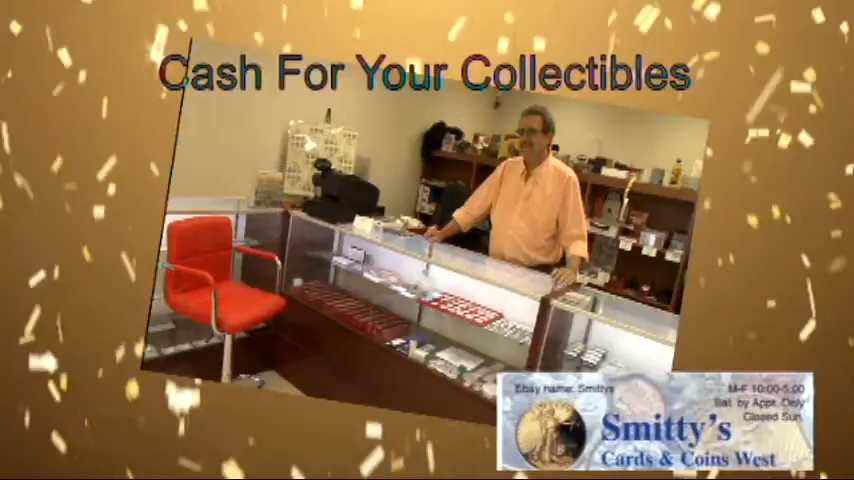 Cash For Your Collectibles
Ebay name: Smittys
M-F 10:00-5:00
Sat. by Appt. Only
Closed Sun.
Smitty's
Cards & Coins West